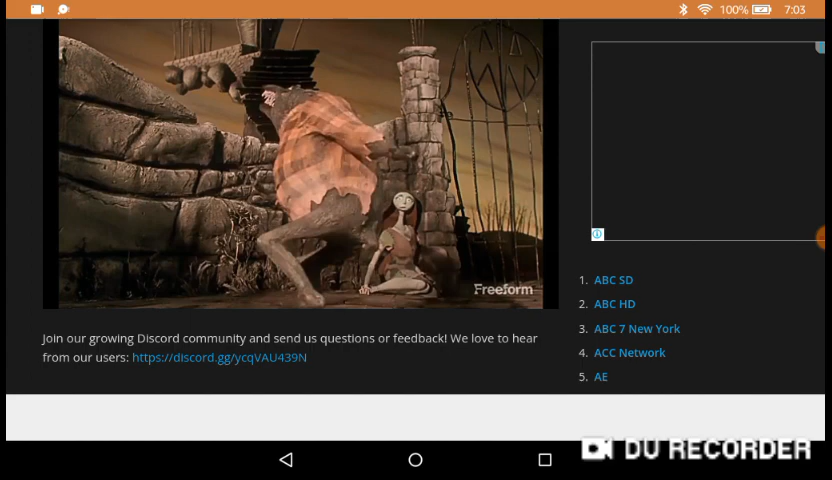 100% 7:03
Freeform
Join our growing Discord community and send us questions or feedback! We love to hear
from our users: https://discord.gg/ycqVAU439N
1. ABC SD
2. ABC HD
3. ABC 7 New York
4. ACC Network
5. AE
DU RECORDER